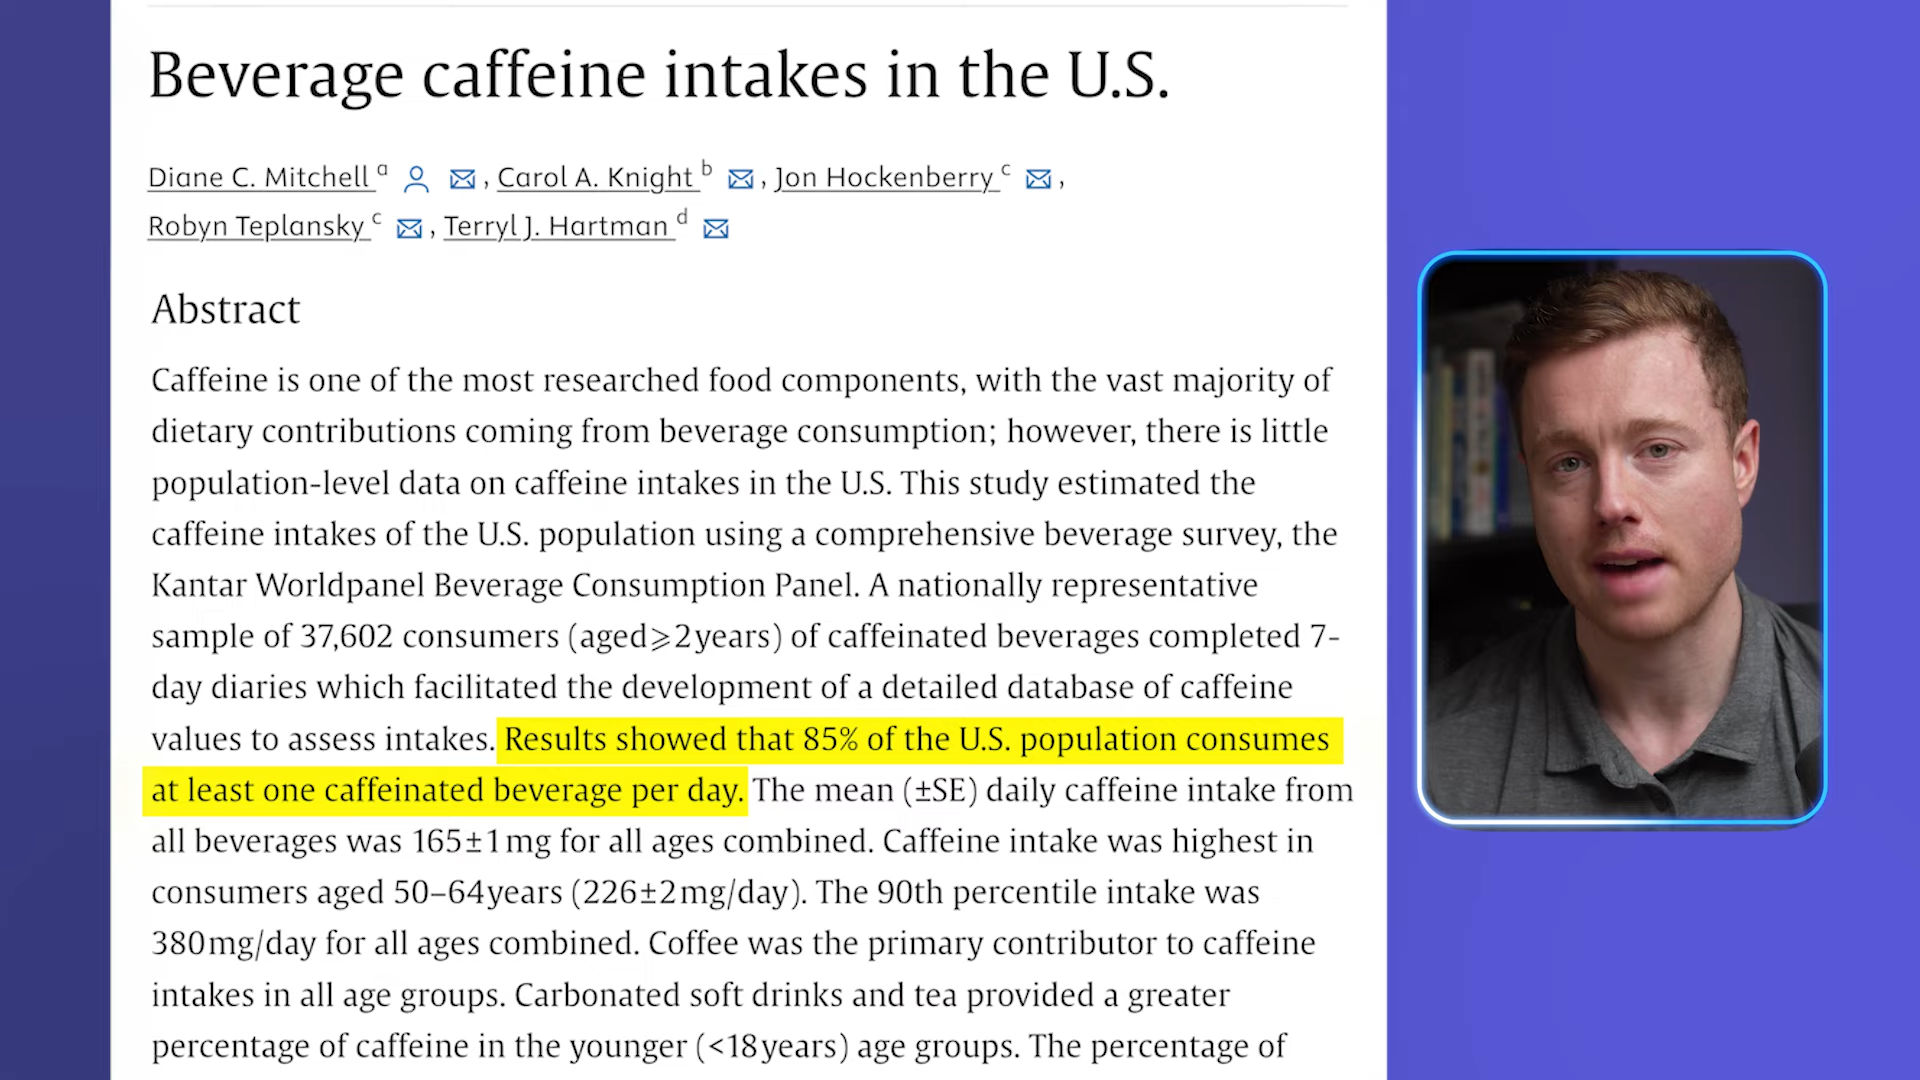 Beverage caffeine intakes in the U.S.
Diane C. Mitchell a , Carol A. Knight b , Jon Hockenberry c ,
Robyn Teplansky c , Terryl J. Hartman d
Abstract
Caffeine is one of the most researched food components, with the vast majority of
dietary contributions coming from beverage consumption; however, there is little
population-level data on caffeine intakes in the U.S. This study estimated the
caffeine intakes of the U.S. population using a comprehensive beverage survey, the
Kantar Worldpanel Beverage Consumption Panel. A nationally representative
sample of 37,602 consumers (aged⩾2years) of caffeinated beverages completed 7-
day diaries which facilitated the development of a detailed database of caffeine
values to assess intakes. Results showed that 85% of the U.S. population consumes
at least one caffeinated beverage per day. The mean (±SE) daily caffeine intake from
all beverages was 165±1mg for all ages combined. Caffeine intake was highest in
consumers aged 50–64years (226±2mg/day). The 90th percentile intake was
380mg/day for all ages combined. Coffee was the primary contributor to caffeine
intakes in all age groups. Carbonated soft drinks and tea provided a greater
percentage of caffeine in the younger (<18years) age groups. The percentage of